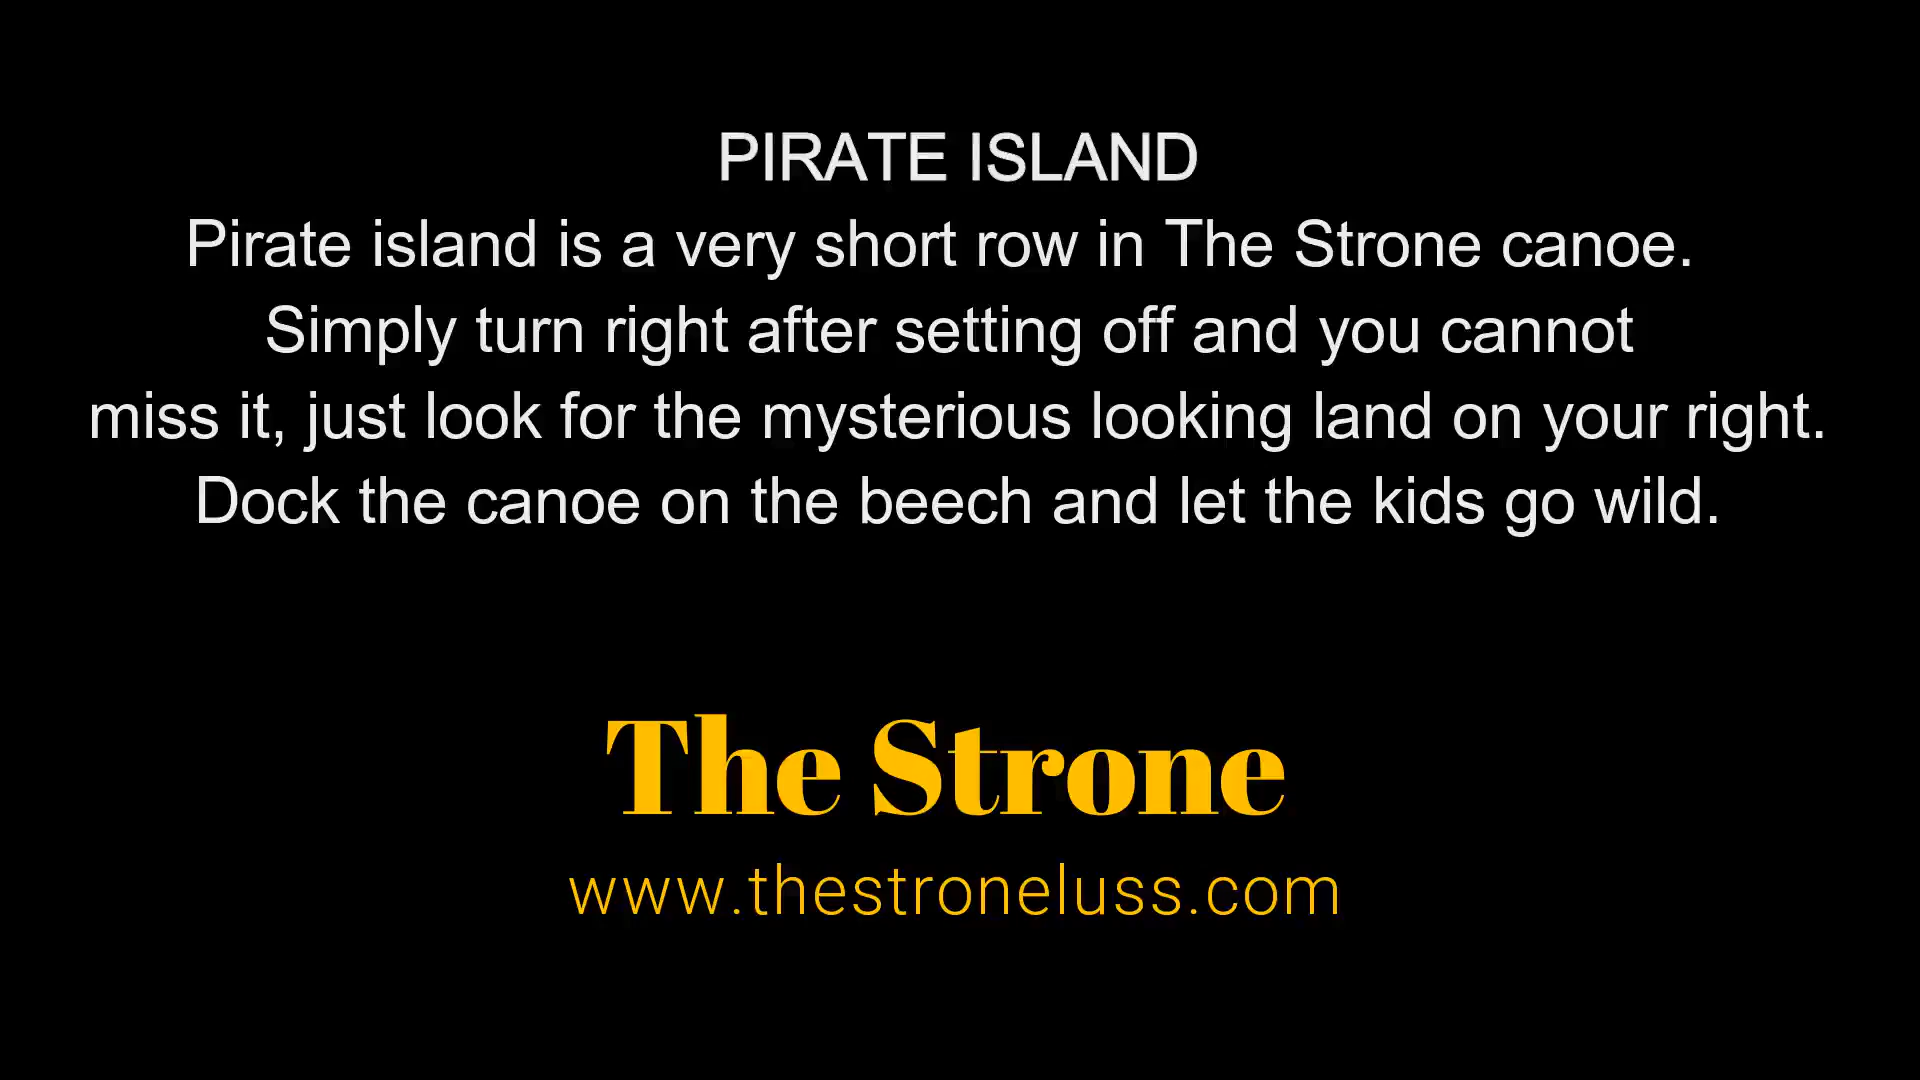 PIRATE ISLAND
Pirate island is a very short row in The Strone canoe.
Simply turn right after setting off and you cannot
miss it, just look for the mysterious looking land on your right.
Dock the canoe on the beech and let the kids go wild.
The Strone
www.thestroneluss.com